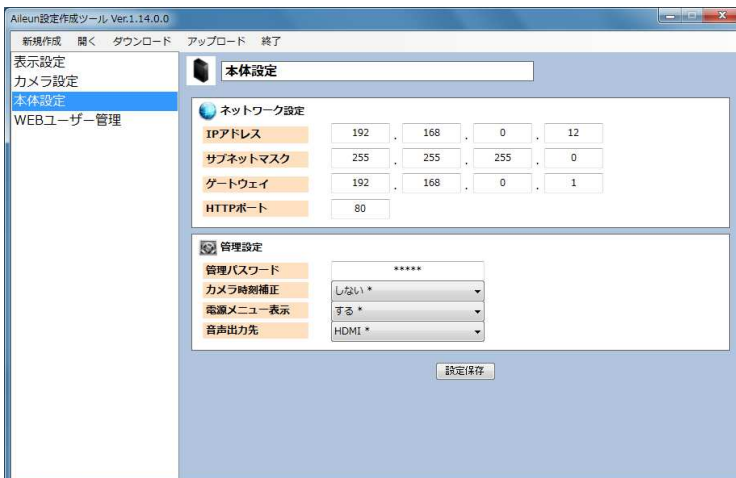 Aileun設定作成ツール Ver.1.14.0.0
新規作成 開く ダウンロード アップロード 終了
表示設定
カメラ設定
本体設定
WEBユーザー管理
本体設定
ネットワーク設定
IPアドレス 192 . 168 . 0 . 12
サブネットマスク 255 . 255 . 255 . 0
ゲートウェイ 192 . 168 . 0 . 1
HTTPポート 80
管理設定
管理パスワード *****
カメラ時刻補正 しない *
電源メニュー表示 する *
音声出力先 HDMI *
設定保存